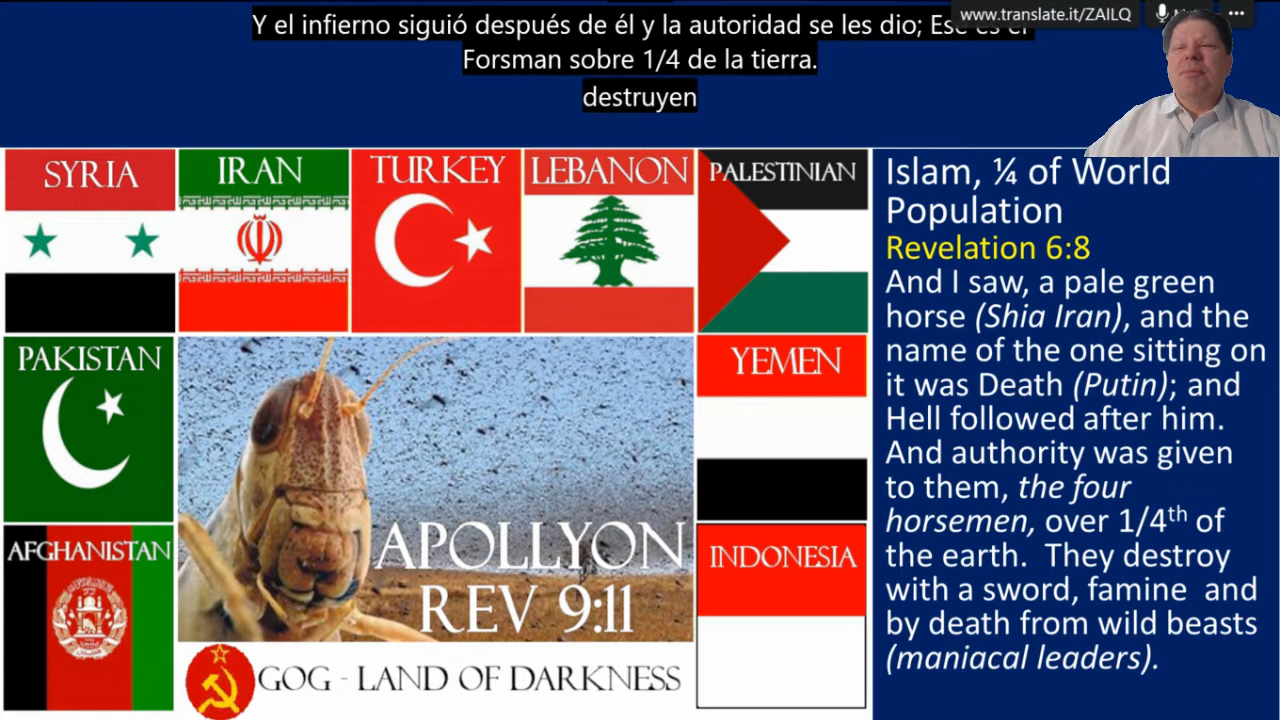 www.translate.it/ZAILQ
Y el infierno siguió después de él y la autoridad se les dio; Ese es el
Forsman sobre 1/4 de la tierra.
destruyen
SYRIA
IRAN
TURKEY
LEBANON
PALESTINIAN
PAKISTAN
YEMEN
AFGHANISTAN
INDONESIA
APOLLYON
REV 9:11
GOG - LAND OF DARKNESS
Islam, ¼ of World
Population
Revelation 6:8
And I saw, a pale green
horse (Shia Iran), and the
name of the one sitting on
it was Death (Putin); and
Hell followed after him.
And authority was given
to them, the four
horsemen, over 1/4th of
the earth. They destroy
with a sword, famine and
by death from wild beasts
(maniacal leaders).